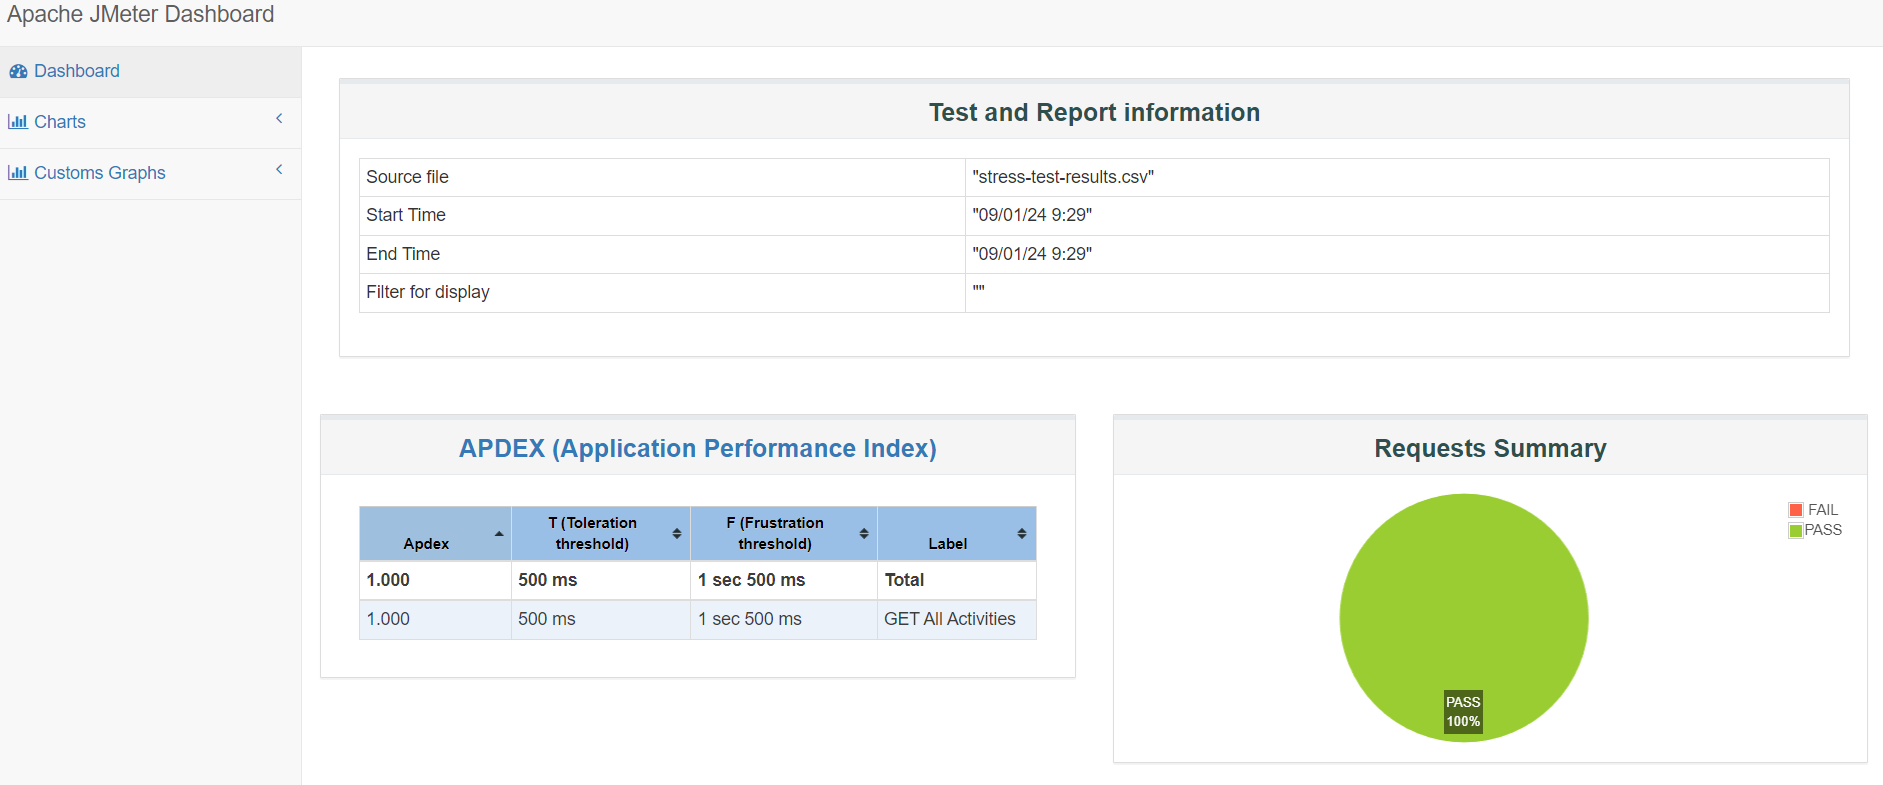 Apache JMeter Dashboard
Dashboard
Charts
Customs Graphs
Test and Report information
Source file "stress-test-results.csv"
Start Time "09/01/24 9:29"
End Time "09/01/24 9:29"
Filter for display ""
APDEX (Application Performance Index)
Apdex T (Toleration threshold) F (Frustration threshold) Label
1.000 500 ms 1 sec 500 ms Total
1.000 500 ms 1 sec 500 ms GET All Activities
Requests Summary
FAIL
PASS
PASS
100%